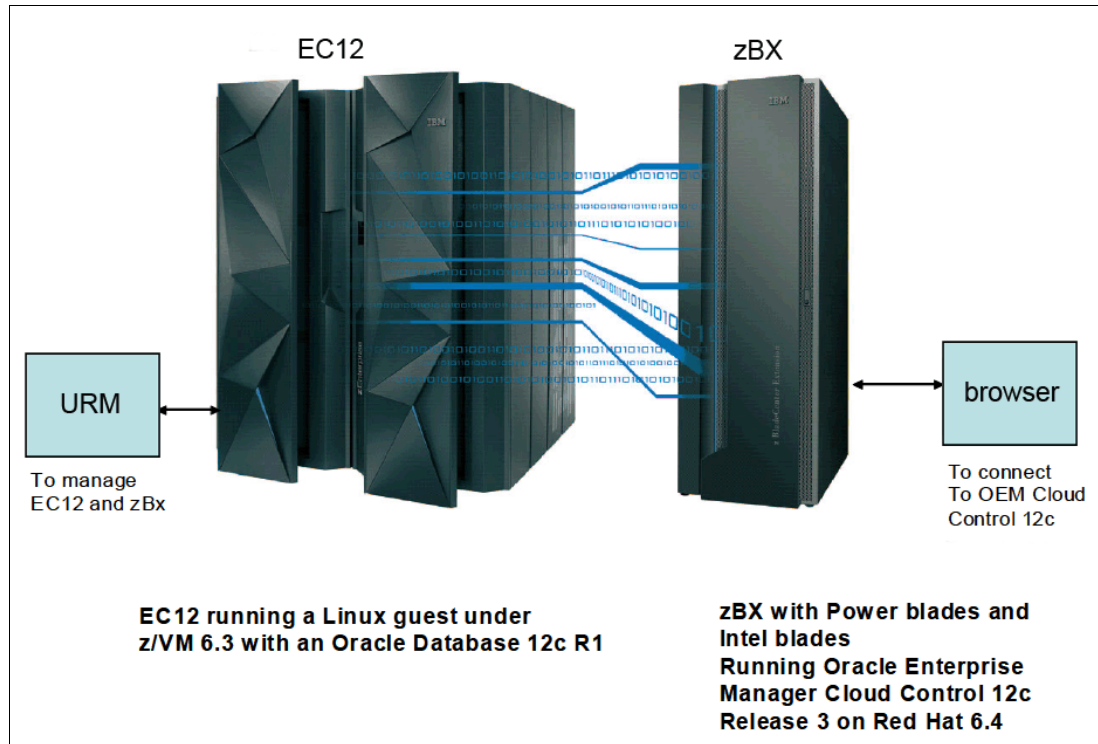 EC12
zBX
IBM
IBM
URM
browser
To manage
EC12 and zBx
To connect
To OEM Cloud
Control 12c
EC12 running a Linux guest under
z/VM 6.3 with an Oracle Database 12c R1
zBX with Power blades and
Intel blades
Running Oracle Enterprise
Manager Cloud Control 12c
Release 3 on Red Hat 6.4